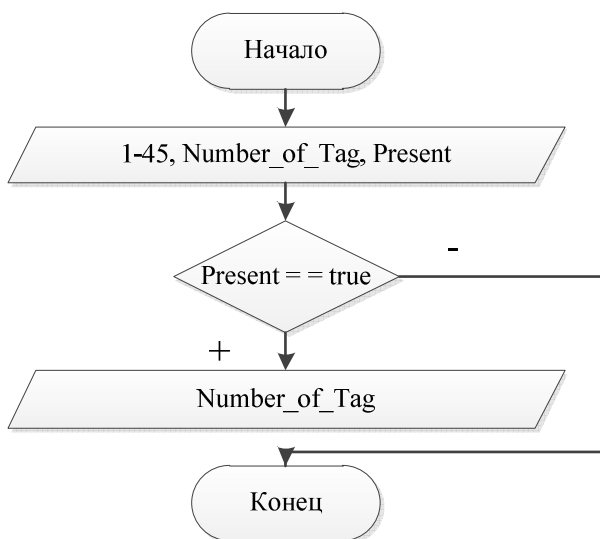 Начало
1-45, Number_of_Tag, Present
Present = = true
-
+
Number_of_Tag
Конец